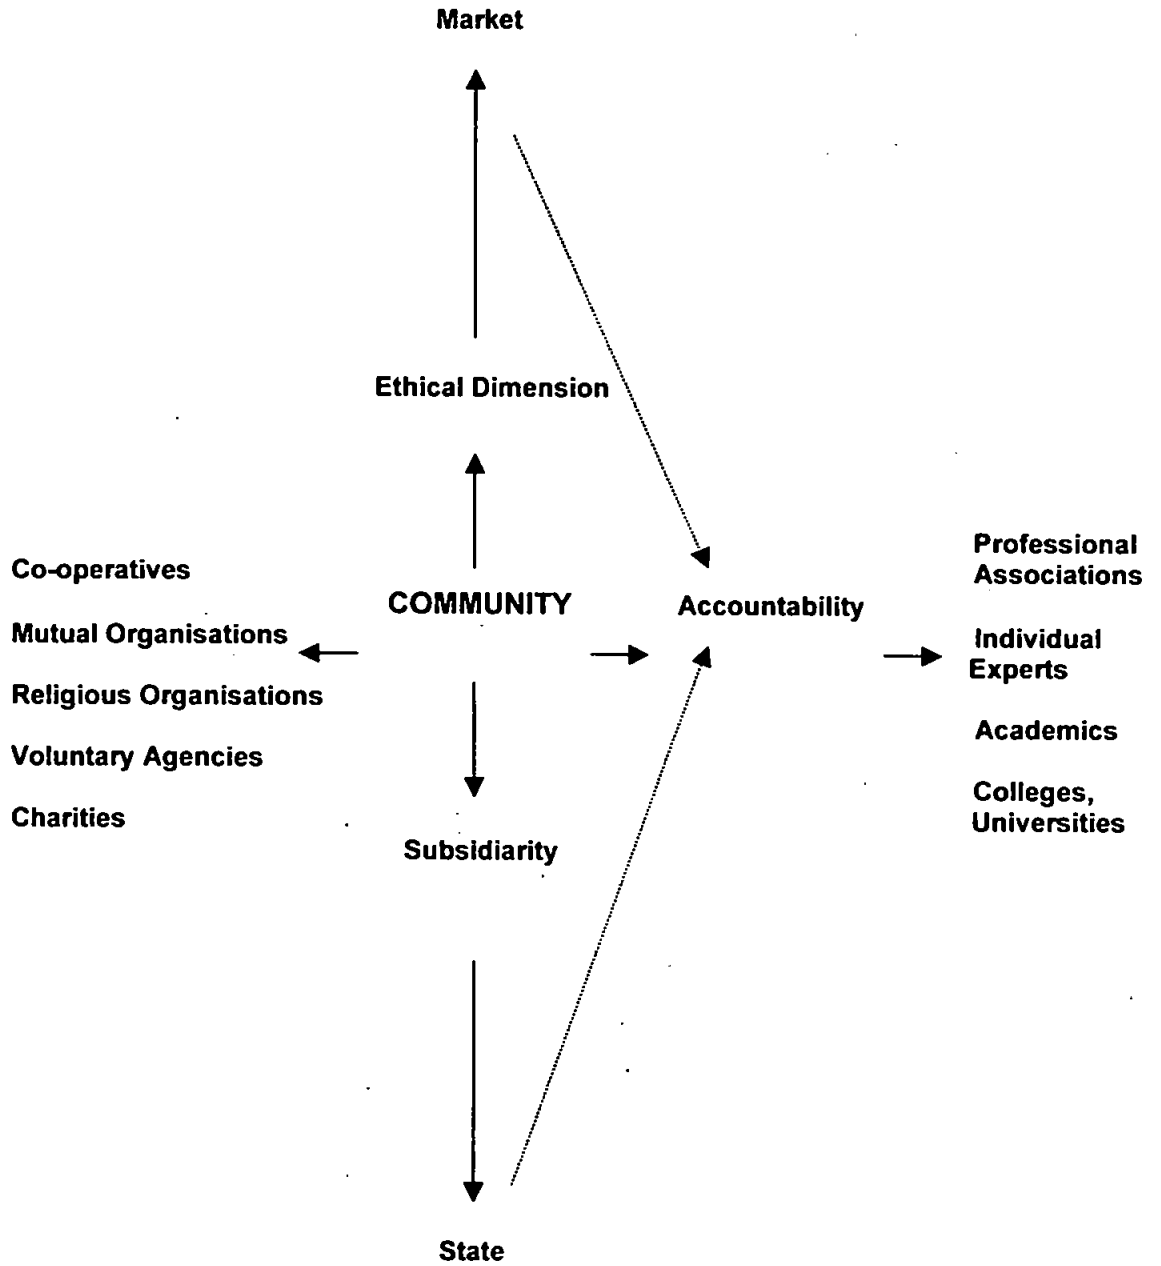 Market
Ethical Dimension
Co-operatives
Mutual Organisations
Religious Organisations
Voluntary Agencies
Charities
COMMUNITY
Accountability
Professional
Associations
Individual
Experts
Academics
Colleges,
Universities
Subsidiarity
State